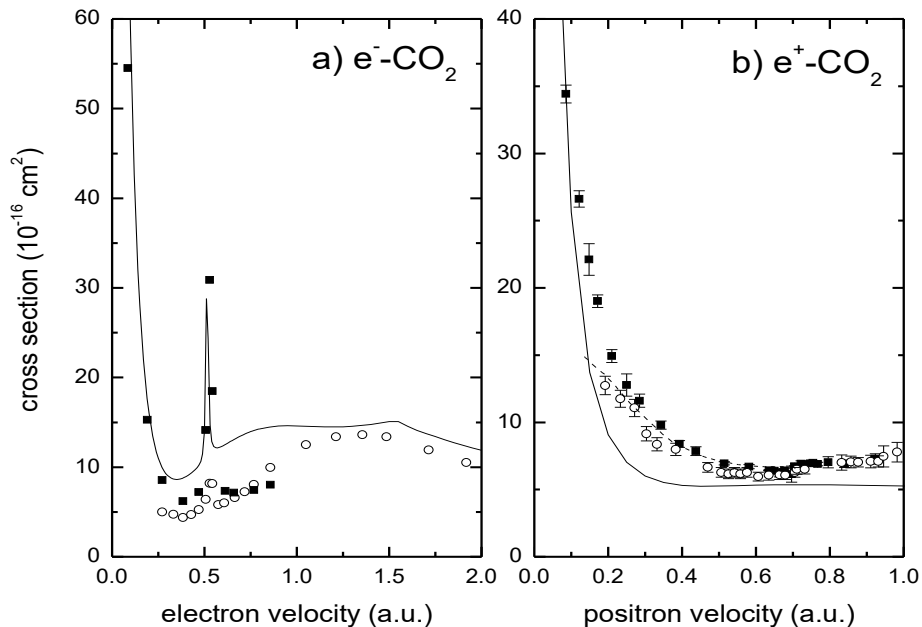 a) e⁻-CO₂
b) e⁺-CO₂
cross section (10⁻¹⁶ cm²)
60
50
40
30
20
10
0
0.0 0.5 1.0 1.5 2.0
electron velocity (a.u.)
40
30
20
10
0
0.0 0.2 0.4 0.6 0.8 1.0
positron velocity (a.u.)